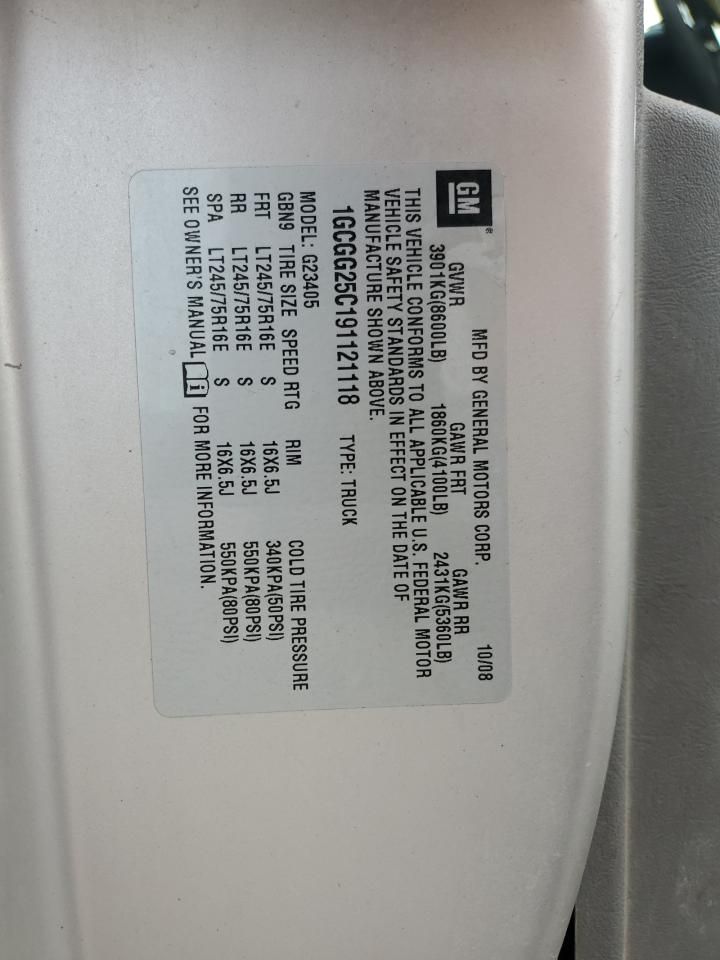 GM®
MFD BY GENERAL MOTORS CORP. 10/08
GVWR GAWR FRT GAWR RR
3901KG(8600LB) 1860KG(4100LB) 2431KG(5360LB)
THIS VEHICLE CONFORMS TO ALL APPLICABLE U.S. FEDERAL MOTOR
VEHICLE SAFETY STANDARDS IN EFFECT ON THE DATE OF
MANUFACTURE SHOWN ABOVE.
1GCGG25C191121118 TYPE: TRUCK
MODEL: G23405
GBN9 TIRE SIZE SPEED RTG RIM COLD TIRE PRESSURE
FRT LT245/75R16E S 16X6.5J 340KPA(50PSI)
RR LT245/75R16E S 16X6.5J 550KPA(80PSI)
SPA LT245/75R16E S 16X6.5J 550KPA(80PSI)
SEE OWNER'S MANUAL FOR MORE INFORMATION.